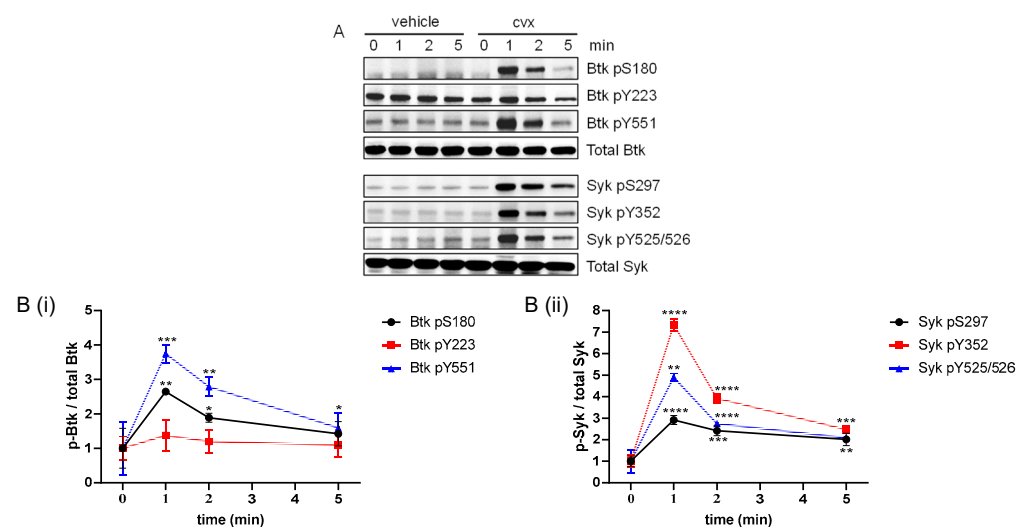 A
vehicle cvx
0 1 2 5 0 1 2 5 min
Btk pS180
Btk pY223
Btk pY551
Total Btk
Syk pS297
Syk pY352
Syk pY525/526
Total Syk
B (i)
p-Btk / total Btk
5
4
3
2
1
0
*** ** ** * *
0 1 2 3 4 5
time (min)
Btk pS180
Btk pY223
Btk pY551
B (ii)
p-Syk / total Syk
8
7
6
5
4
3
2
1
0
**** ** **** **** **** *** *** **
0 1 2 3 4 5
time (min)
Syk pS297
Syk pY352
Syk pY525/526